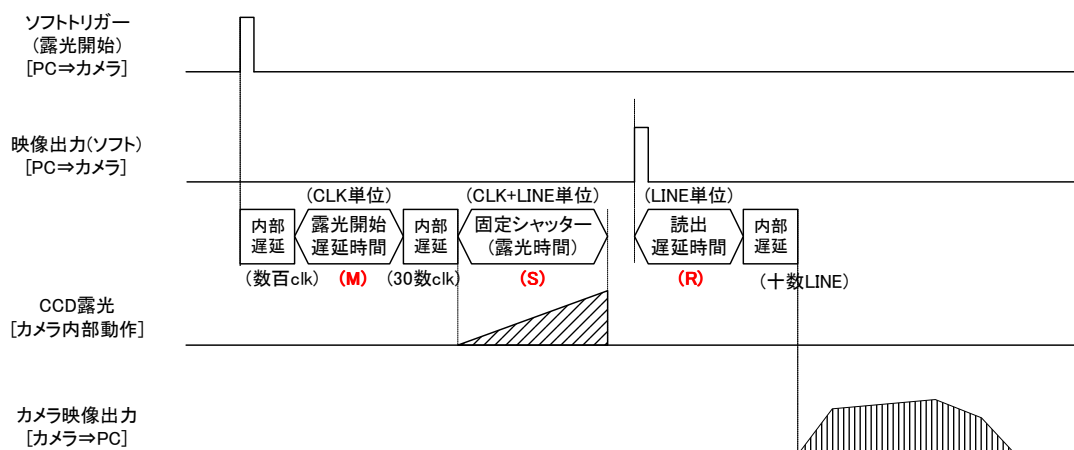 ソフトトリガー
(露光開始)
[PC⇒カメラ]
映像出力(ソフト)
[PC⇒カメラ]
(CLK単位)
(CLK+LINE単位)
(LINE単位)
内部
遅延
露光開始
遅延時間
内部
遅延
固定シャッター
(露光時間)
読出
遅延時間
内部
遅延
(数百clk)
(M)
(30数clk)
(S)
(R)
(十数LINE)
CCD露光
[カメラ内部動作]
カメラ映像出力
[カメラ⇒PC]